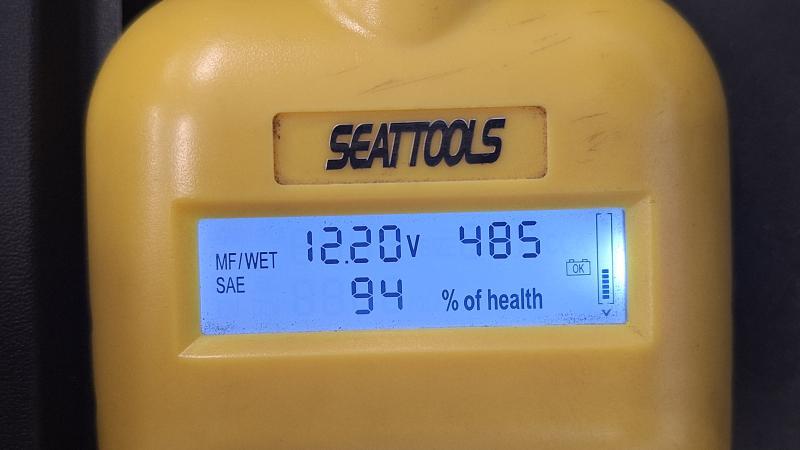 SEATTOOLS
MF/WET 12.20V 485
SAE 94 % of health
OK
V